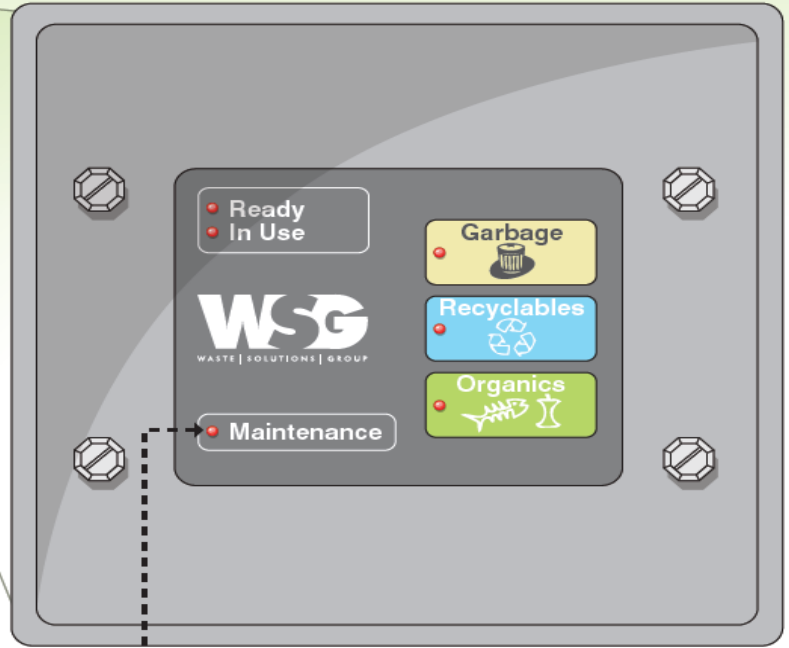 Ready
In Use
WSG
WASTE | SOLUTIONS | GROUP
Maintenance
Garbage
Recyclables
Organics